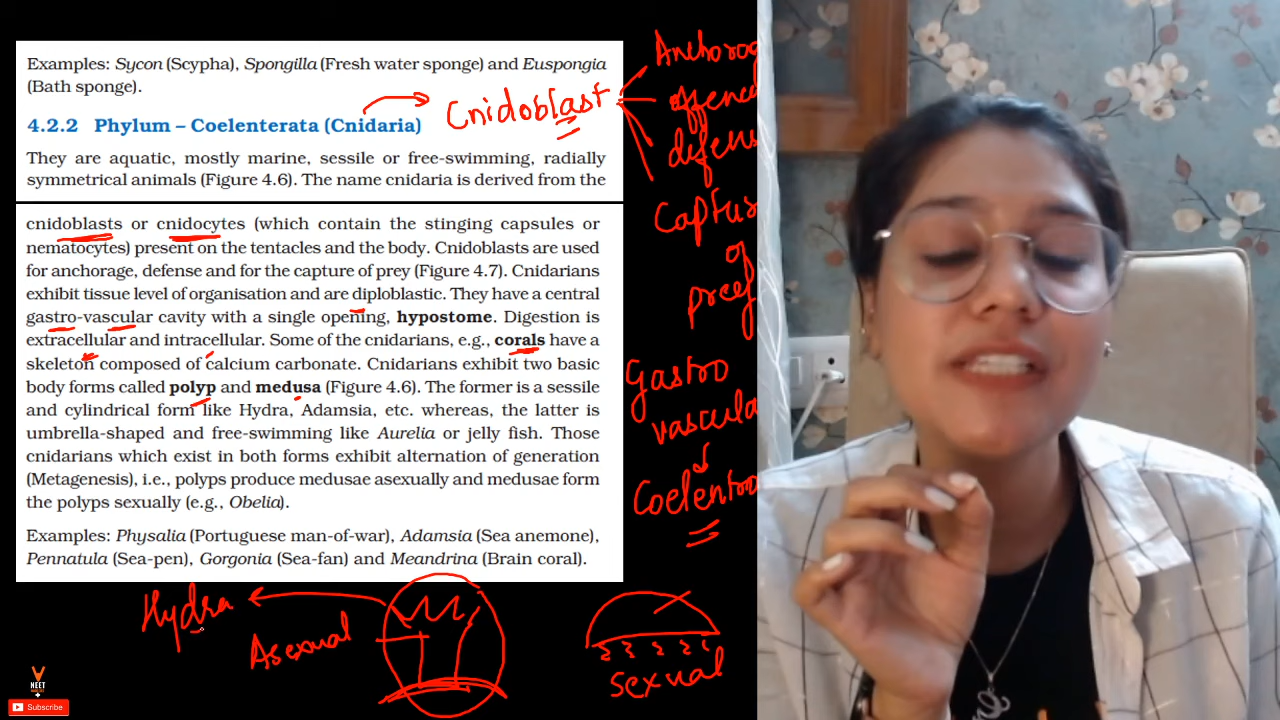 Examples: Sycon (Scypha), Spongilla (Fresh water sponge) and Euspongia
(Bath sponge).
4.2.2 Phylum – Coelenterata (Cnidaria)
They are aquatic, mostly marine, sessile or free-swimming, radially
symmetrical animals (Figure 4.6). The name cnidaria is derived from the
cnidoblasts or cnidocytes (which contain the stinging capsules or
nematocytes) present on the tentacles and the body. Cnidoblasts are used
for anchorage, defense and for the capture of prey (Figure 4.7). Cnidarians
exhibit tissue level of organisation and are diploblastic. They have a central
gastro-vascular cavity with a single opening, hypostome. Digestion is
extracellular and intracellular. Some of the cnidarians, e.g., corals have a
skeleton composed of calcium carbonate. Cnidarians exhibit two basic
body forms called polyp and medusa (Figure 4.6). The former is a sessile
and cylindrical form like Hydra, Adamsia, etc. whereas, the latter is
umbrella-shaped and free-swimming like Aurelia or jelly fish. Those
cnidarians which exist in both forms exhibit alternation of generation
(Metagenesis), i.e., polyps produce medusae asexually and medusae form
the polyps sexually (e.g., Obelia).
Examples: Physalia (Portuguese man-of-war), Adamsia (Sea anemone),
Pennatula (Sea-pen), Gorgonia (Sea-fan) and Meandrina (Brain coral).
Cnidoblast
Anchorag
offence
defens
Captur
of
preey
Gastro
vascula
Coelentro
Hydra
Asexual
Sexual
NEET
Subscribe